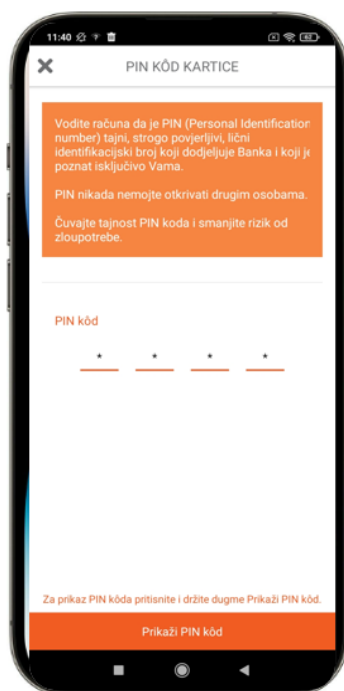 11:40
62
PIN KÔD KARTICE
Vodite računa da je PIN (Personal Identification
number) tajni, strogo povjerljivi, lični
identifikacijski broj koji dodjeljuje Banka i koji je
poznat isključivo Vama.
PIN nikada nemojte otkrivati drugim osobama.
Čuvajte tajnost PIN koda i smanjite rizik od
zloupotrebe.
PIN kôd
* * * *
Za prikaz PIN kôda pritisnite i držite dugme Prikaži PIN kôd.
Prikaži PIN kôd